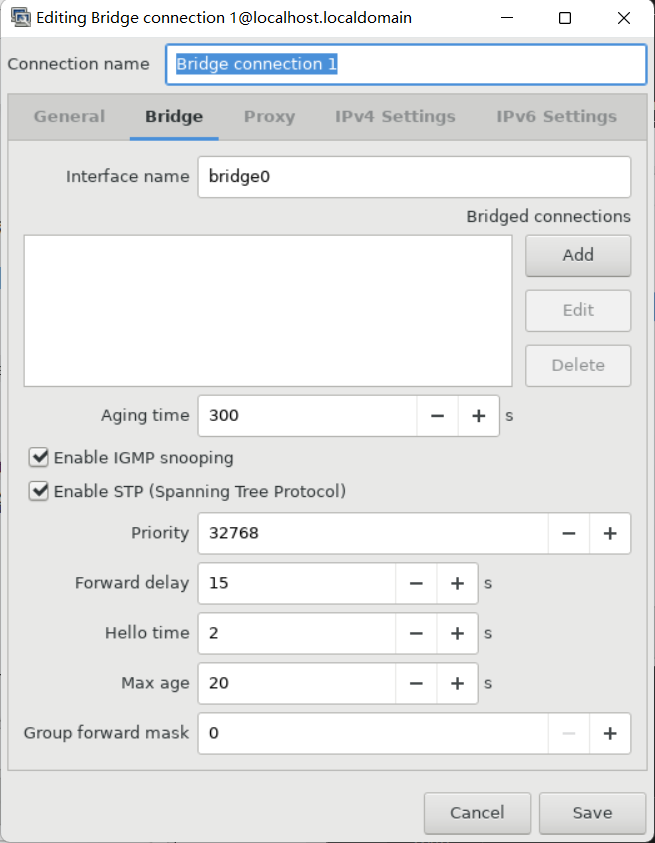 Editing Bridge connection 1@localhost.localdomain
Connection name Bridge connection 1
General Bridge Proxy IPv4 Settings IPv6 Settings
Interface name bridge0
Bridged connections
Add
Edit
Delete
Aging time 300 s
Enable IGMP snooping
Enable STP (Spanning Tree Protocol)
Priority 32768
Forward delay 15 s
Hello time 2 s
Max age 20 s
Group forward mask 0
Cancel Save